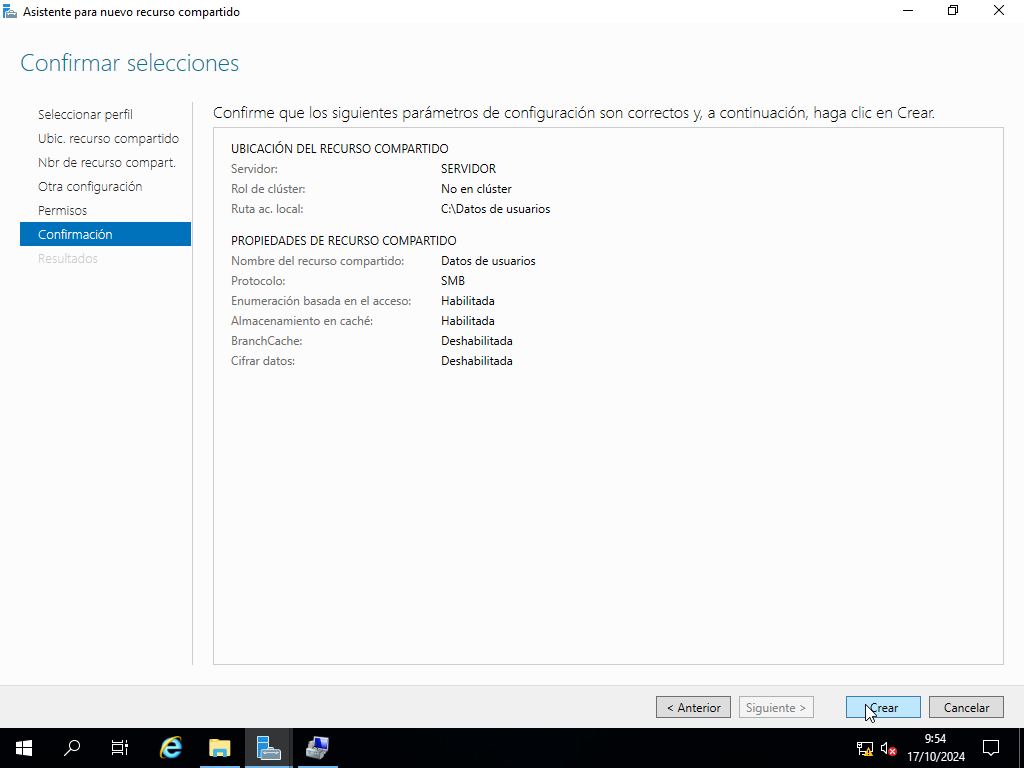 Asistente para nuevo recurso compartido
Confirmar selecciones
Seleccionar perfil
Ubic. recurso compartido
Nbr de recurso compart.
Otra configuración
Permisos
Confirmación
Resultados
Confirme que los siguientes parámetros de configuración son correctos y, a continuación, haga clic en Crear.
UBICACIÓN DEL RECURSO COMPARTIDO
Servidor: SERVIDOR
Rol de clúster: No en clúster
Ruta ac. local: C:\Datos de usuarios
PROPIEDADES DE RECURSO COMPARTIDO
Nombre del recurso compartido: Datos de usuarios
Protocolo: SMB
Enumeración basada en el acceso: Habilitada
Almacenamiento en caché: Habilitada
BranchCache: Deshabilitada
Cifrar datos: Deshabilitada
< Anterior Siguiente > Crear Cancelar
9:54
17/10/2024